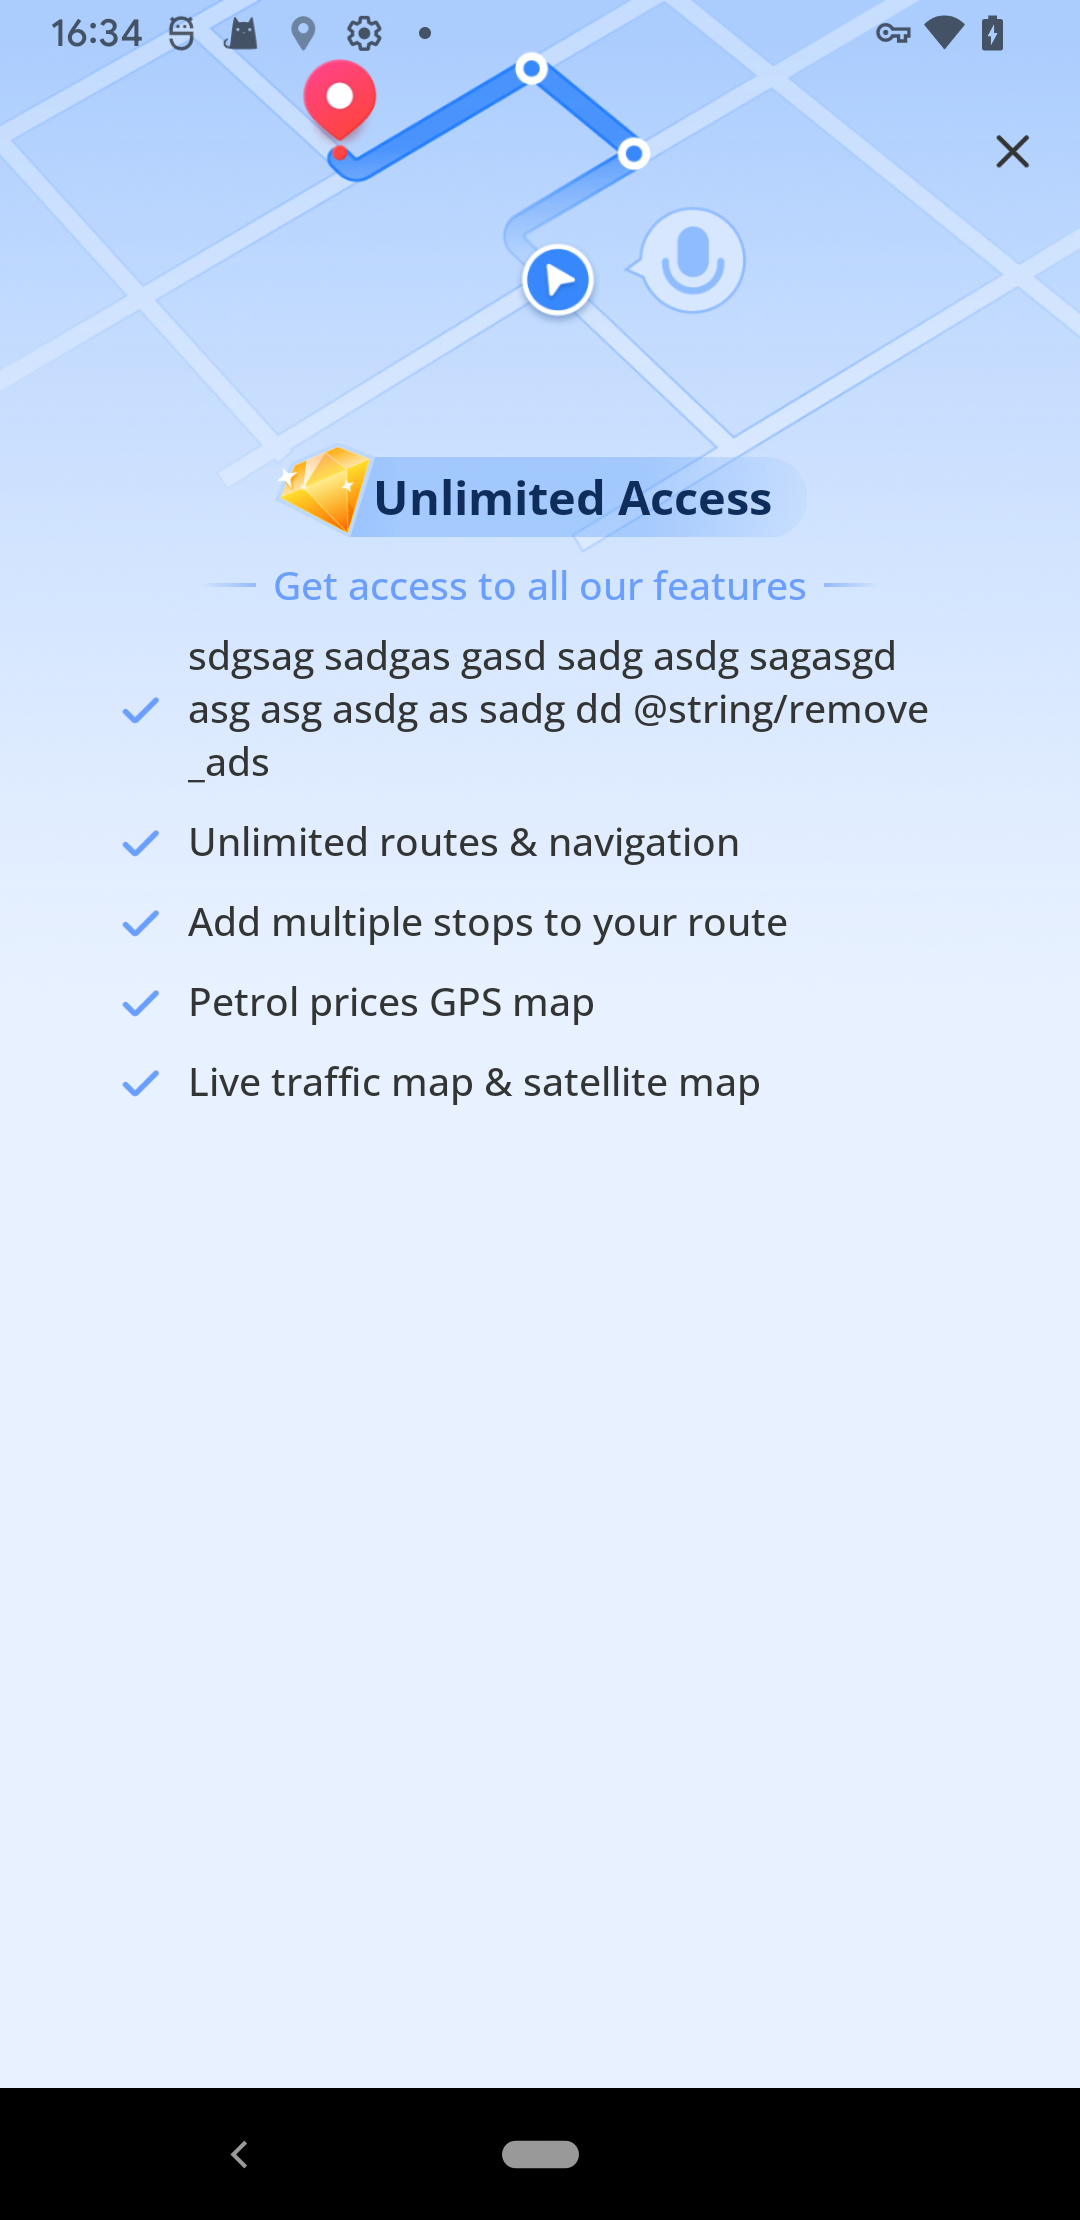 16:34
Unlimited Access
Get access to all our features
sdgsag sadgas gasd sadg asdg sagasgd
asg asg asdg as sadg dd @string/remove
_ads
Unlimited routes & navigation
Add multiple stops to your route
Petrol prices GPS map
Live traffic map & satellite map